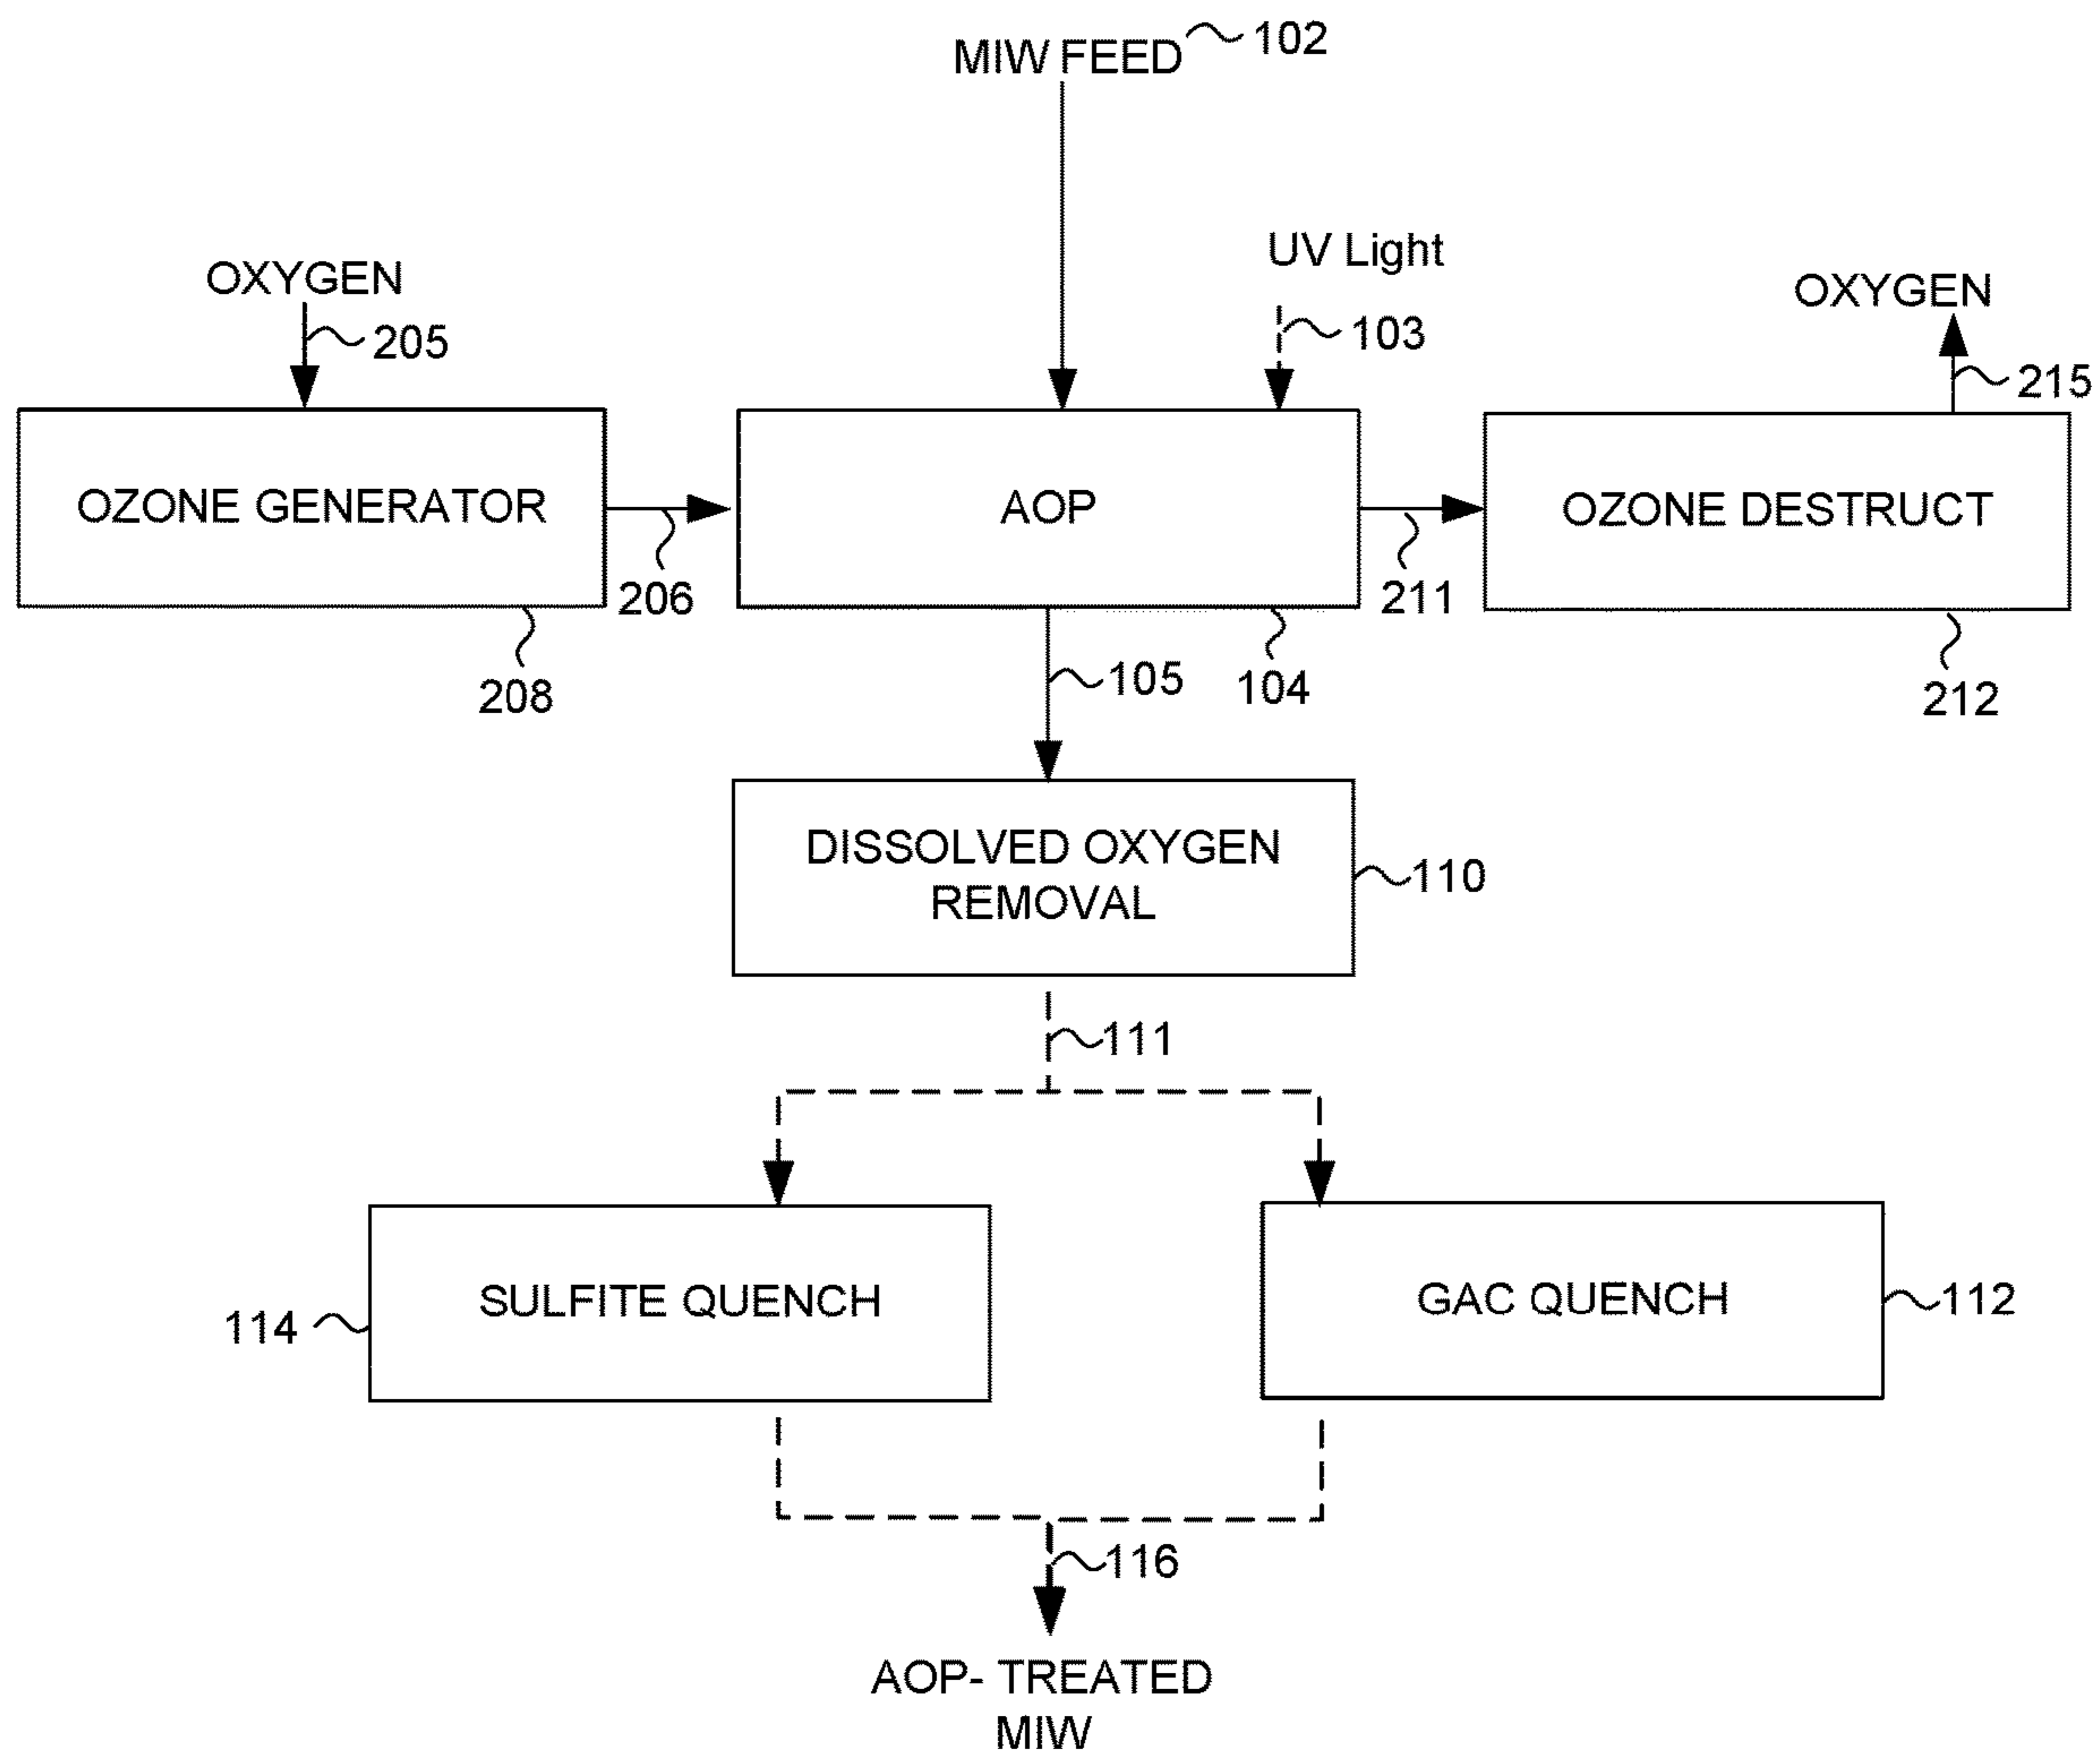 MIW FEED 102
UV Light
OXYGEN
OXYGEN
205
103
215
OZONE GENERATOR
AOP
OZONE DESTRUCT
206
211
208
105
104
212
DISSOLVED OXYGEN
REMOVAL
110
111
SULFITE QUENCH
GAC QUENCH
114
112
116
AOP- TREATED
MIW